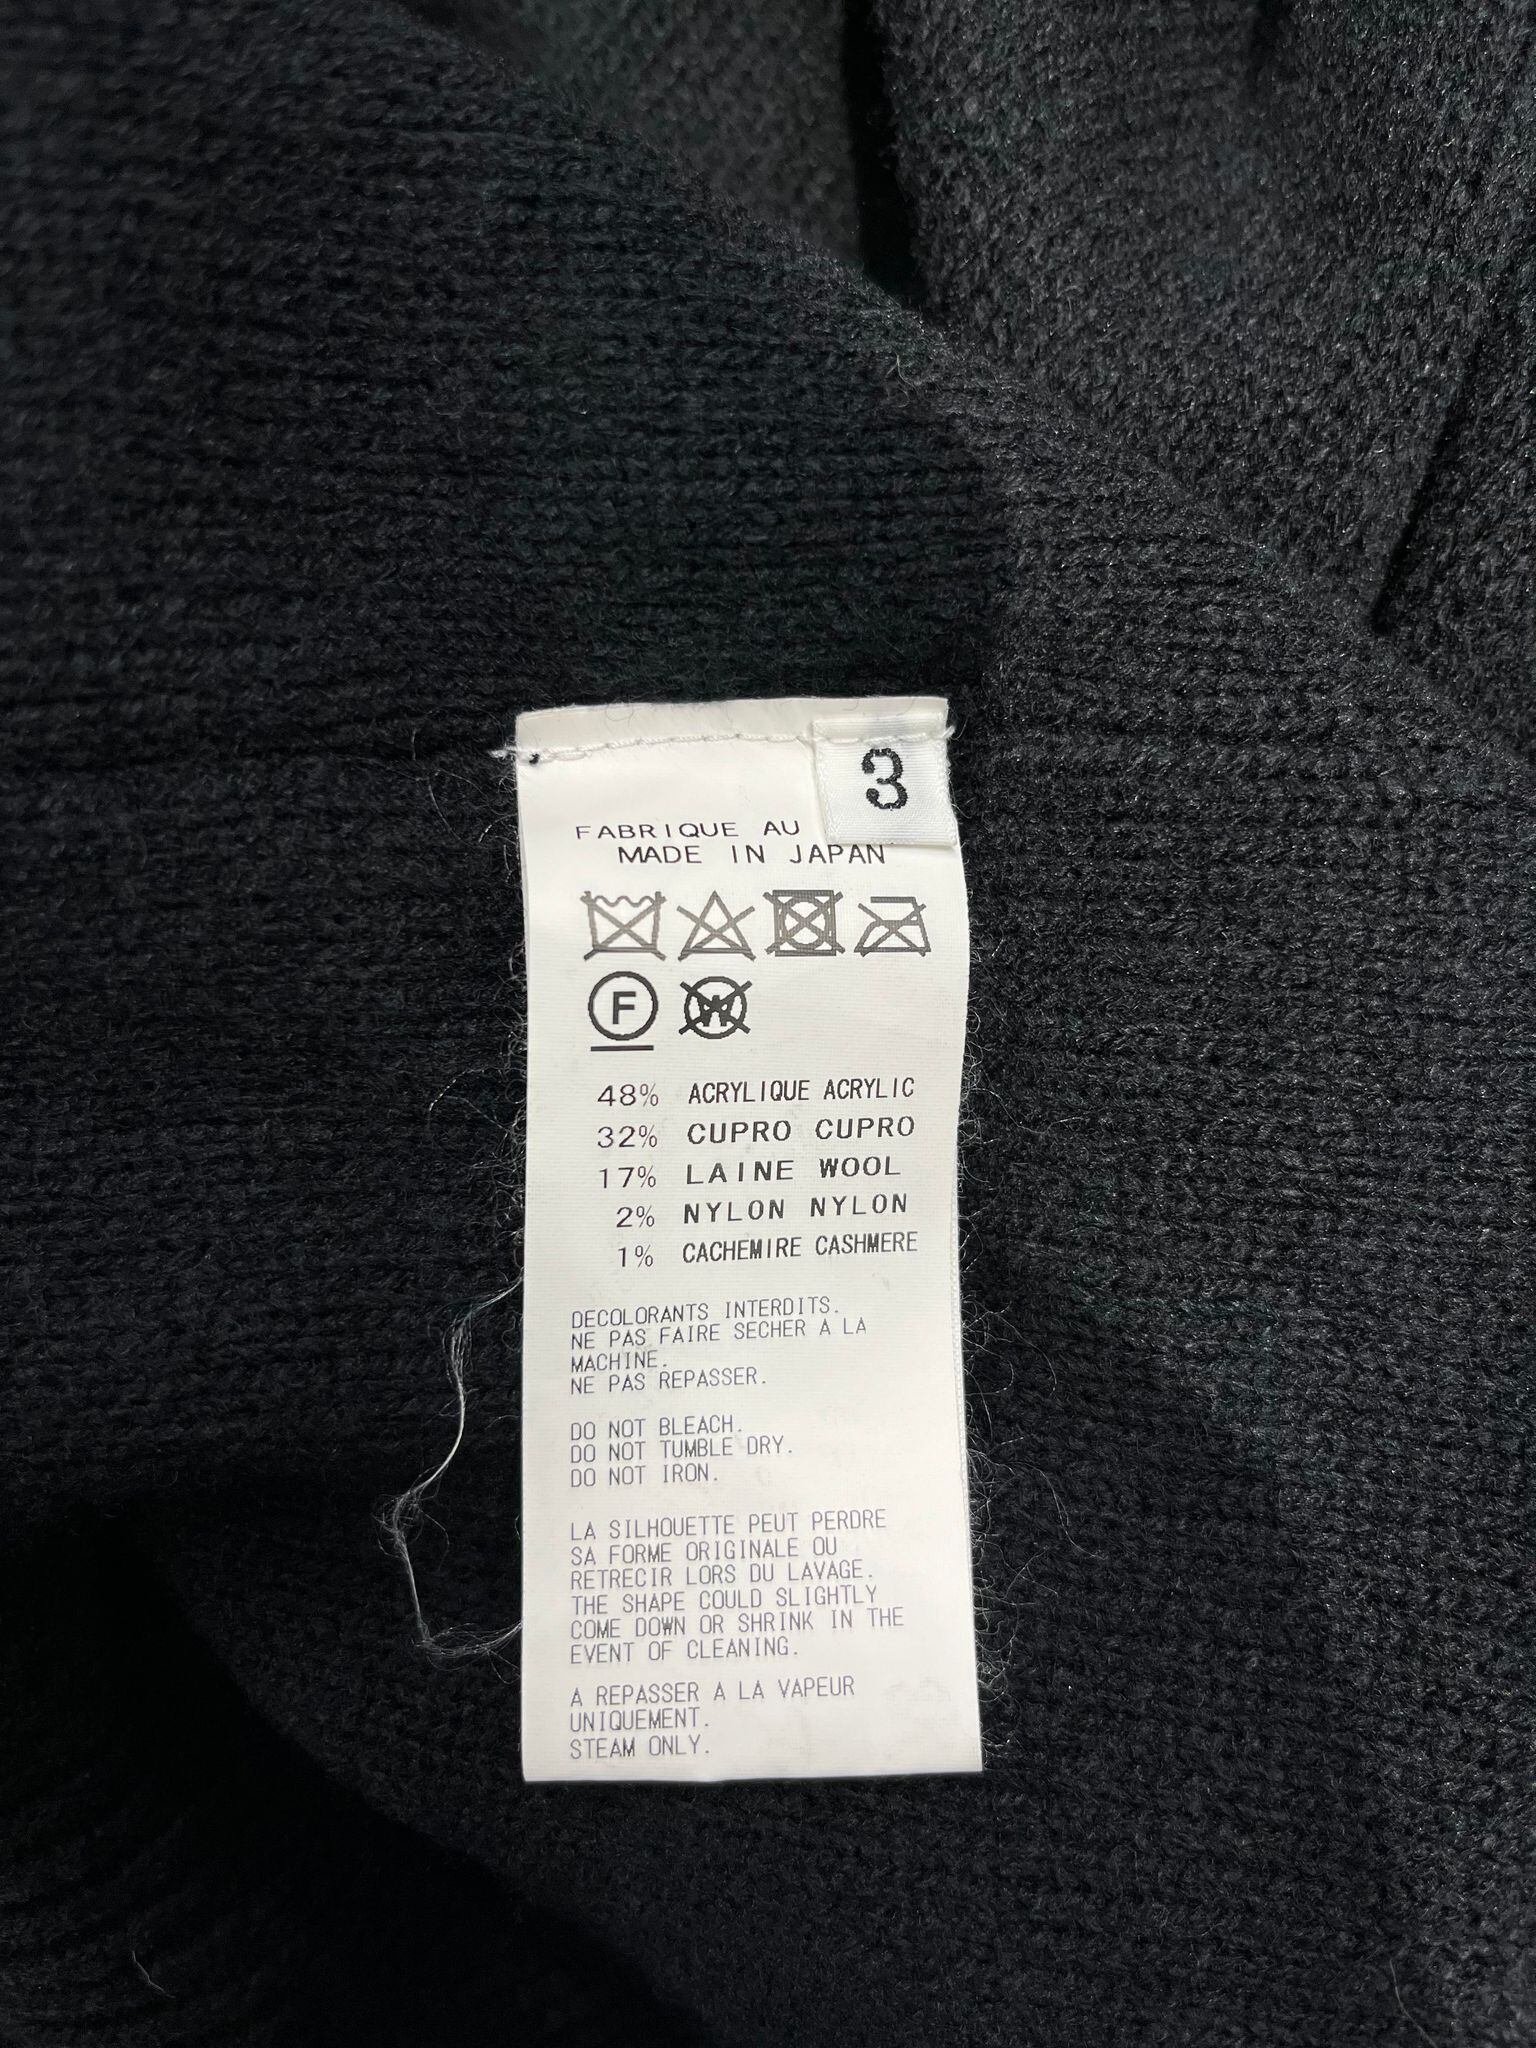 3
FABRIQUE AU
MADE IN JAPAN
F
W
48% ACRYLIQUE ACRYLIC
32% CUPRO CUPRO
17% LAINE WOOL
2% NYLON NYLON
1% CACHEMIRE CASHMERE
DECOLORANTS INTERDITS.
NE PAS FAIRE SECHER A LA
MACHINE.
NE PAS REPASSER.
DO NOT BLEACH.
DO NOT TUMBLE DRY.
DO NOT IRON.
LA SILHOUETTE PEUT PERDRE
SA FORME ORIGINALE OU
RETRECIR LORS DU LAVAGE.
THE SHAPE COULD SLIGHTLY
COME DOWN OR SHRINK IN THE
EVENT OF CLEANING.
A REPASSER A LA VAPEUR
UNIQUEMENT.
STEAM ONLY.